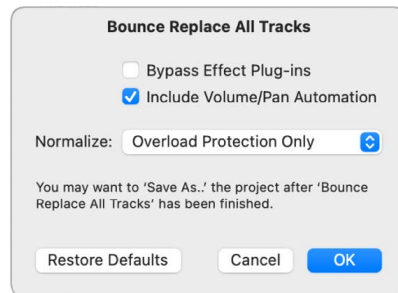 Bounce Replace All Tracks
Bypass Effect Plug-ins
Include Volume/Pan Automation
Normalize: Overload Protection Only
You may want to 'Save As..' the project after 'Bounce
Replace All Tracks' has been finished.
Restore Defaults Cancel OK